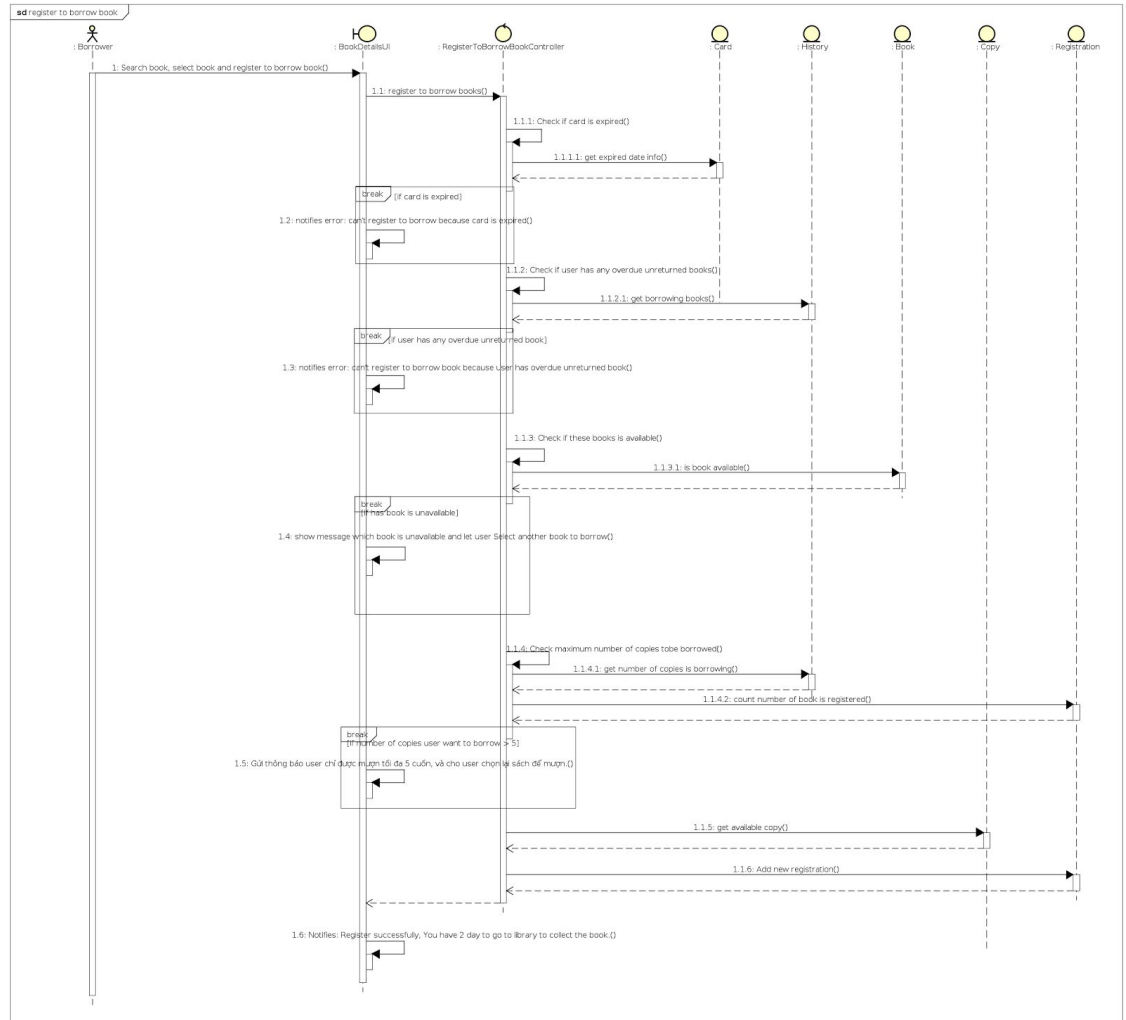 sd register to borrow book
: Borrower
: BookDetailsUI
: RegisterToBorrowBookController
: Card
: History
: Book
: Copy
: Registration
1: Search book, select book and register to borrow book()
1.1: register to borrow books()
1.1.1: Check if card is expired()
1.1.1.1: get expired date info()
break
[if card is expired]
1.2: notifies error: can't register to borrow because card is expired()
1.1.2: Check if user has any overdue unreturned books()
1.1.2.1: get borrowing books()
break
[if user has any overdue unreturned book]
1.3: notifies error: can't register to borrow book because user has overdue unreturned book()
1.1.3: Check if these books is available()
1.1.3.1: is book available()
break
[if has book is unavailable]
1.4: show message which book is unavailable and let user Select another book to borrow()
1.1.4: Check maximum number of copies tobe borrowed()
1.1.4.1: get number of copies is borrowing()
1.1.4.2: count number of book is registered()
break
[if number of copies user want to borrow > 5]
1.5: Gửi thông báo user chỉ được mượn tối đa 5 cuốn, và cho user chọn lại sách để mượn.()
1.1.5: get available copy()
1.1.6: Add new registration()
1.6: Notifies: Register successfully, You have 2 day to go to library to collect the book.()